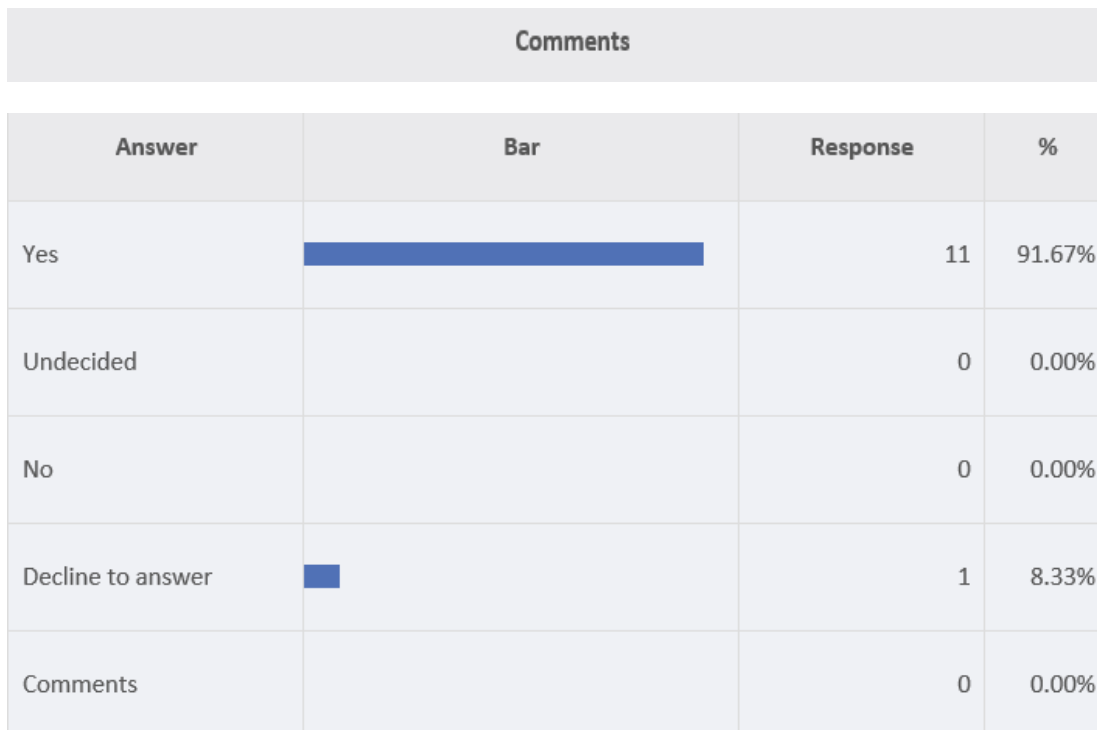 Comments
Answer Bar Response %
Yes 11 91.67%
Undecided 0 0.00%
No 0 0.00%
Decline to answer 1 8.33%
Comments 0 0.00%